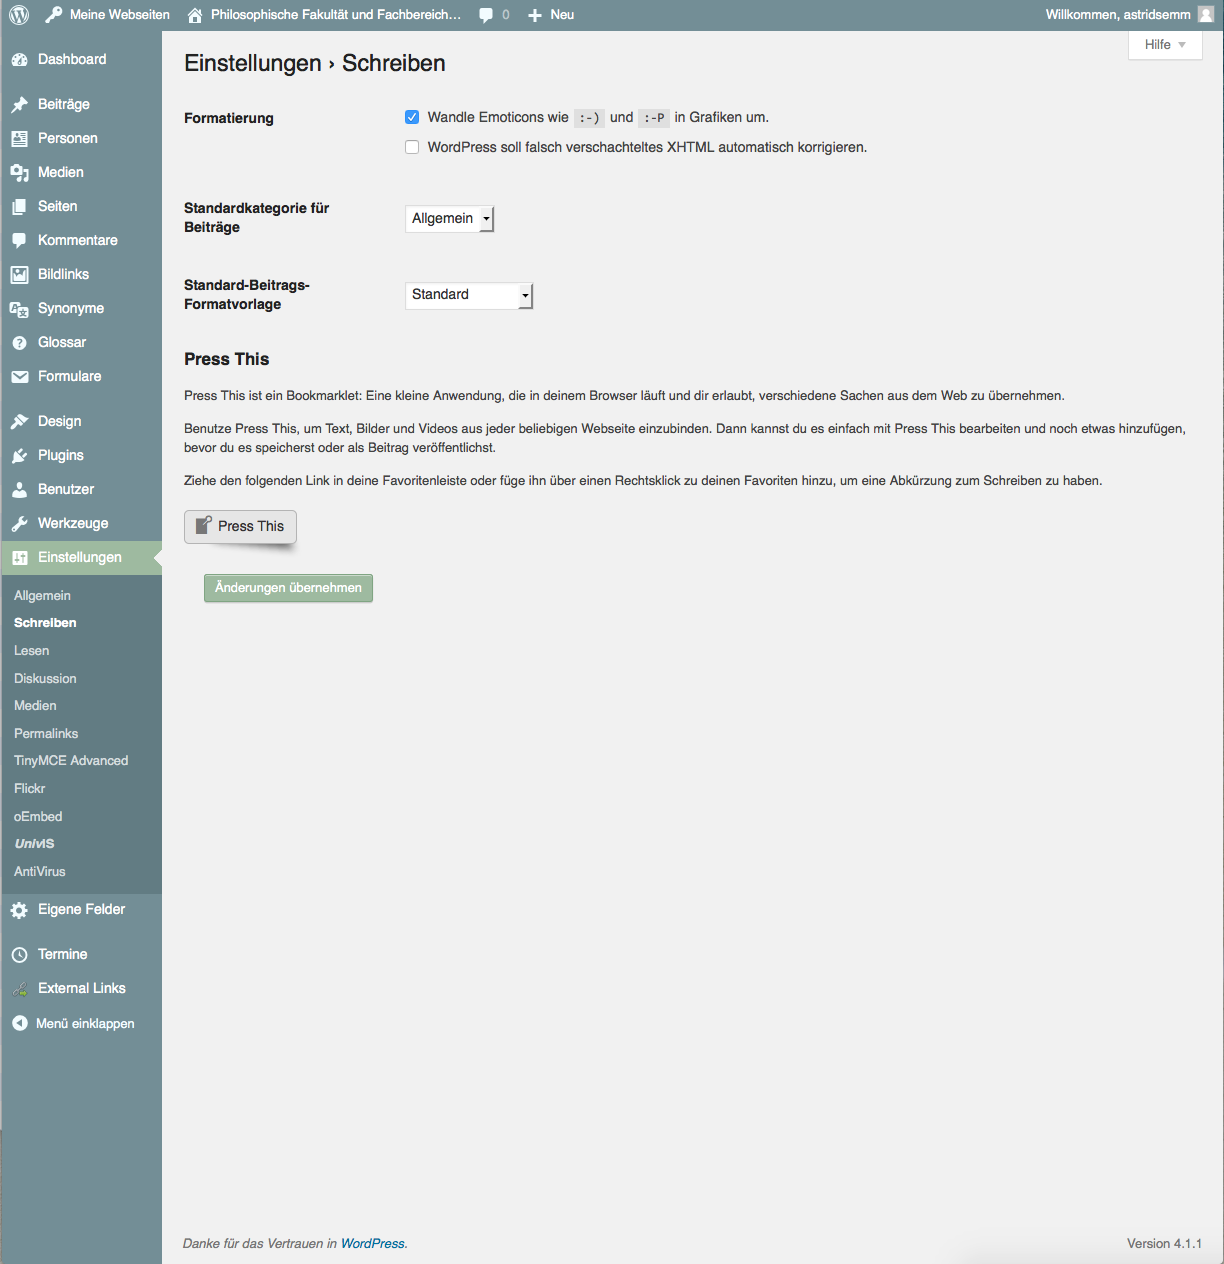 Meine Webseiten Philosophische Fakultät und Fachbereich... 0 Neu Willkommen, astridsemm
Hilfe
Dashboard
Beiträge
Personen
Medien
Seiten
Kommentare
Bildlinks
Synonyme
Glossar
Formulare
Design
Plugins
Benutzer
Werkzeuge
Einstellungen
Allgemein
Schreiben
Lesen
Diskussion
Medien
Permalinks
TinyMCE Advanced
Flickr
oEmbed
UnivIS
AntiVirus
Eigene Felder
Termine
External Links
Menü einklappen
Einstellungen › Schreiben
Formatierung
Wandle Emoticons wie :-) und :-P in Grafiken um.
WordPress soll falsch verschachteltes XHTML automatisch korrigieren.
Standardkategorie für
Beiträge
Allgemein
Standard-Beitrags-
Formatvorlage
Standard
Press This
Press This ist ein Bookmarklet: Eine kleine Anwendung, die in deinem Browser läuft und dir erlaubt, verschiedene Sachen aus dem Web zu übernehmen.
Benutze Press This, um Text, Bilder und Videos aus jeder beliebigen Webseite einzubinden. Dann kannst du es einfach mit Press This bearbeiten und noch etwas hinzufügen,
bevor du es speicherst oder als Beitrag veröffentlichst.
Ziehe den folgenden Link in deine Favoritenleiste oder füge ihn über einen Rechtsklick zu deinen Favoriten hinzu, um eine Abkürzung zum Schreiben zu haben.
Press This
Änderungen übernehmen
Danke für das Vertrauen in WordPress.
Version 4.1.1